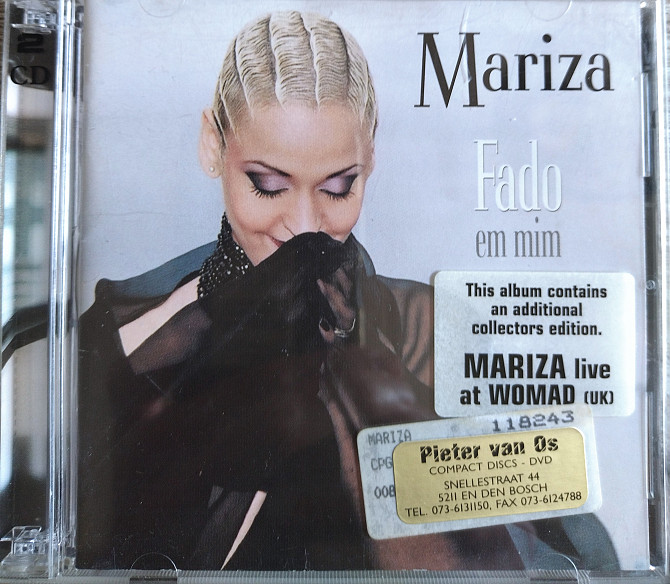 2
CD
Mariza
Fado
em mim
This album contains
an additional
collectors edition.
MARIZA live
at WOMAD (UK)
118243
MARIZA
CPG
008
Pieter van Os
COMPACT DISCS - DVD
SNELLESTRAAT 44
5211 EN DEN BOSCH
TEL. 073-6131150, FAX 073-6124788